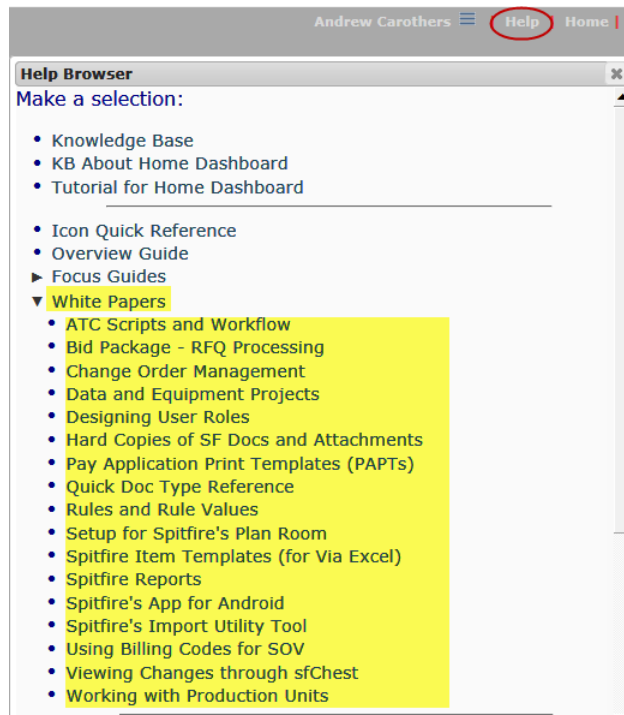 Andrew Carothers Help Home
Help Browser
Make a selection:
Knowledge Base
KB About Home Dashboard
Tutorial for Home Dashboard
Icon Quick Reference
Overview Guide
Focus Guides
White Papers
ATC Scripts and Workflow
Bid Package - RFQ Processing
Change Order Management
Data and Equipment Projects
Designing User Roles
Hard Copies of SF Docs and Attachments
Pay Application Print Templates (PAPTs)
Quick Doc Type Reference
Rules and Rule Values
Setup for Spitfire's Plan Room
Spitfire Item Templates (for Via Excel)
Spitfire Reports
Spitfire's App for Android
Spitfire's Import Utility Tool
Using Billing Codes for SOV
Viewing Changes through sfChest
Working with Production Units